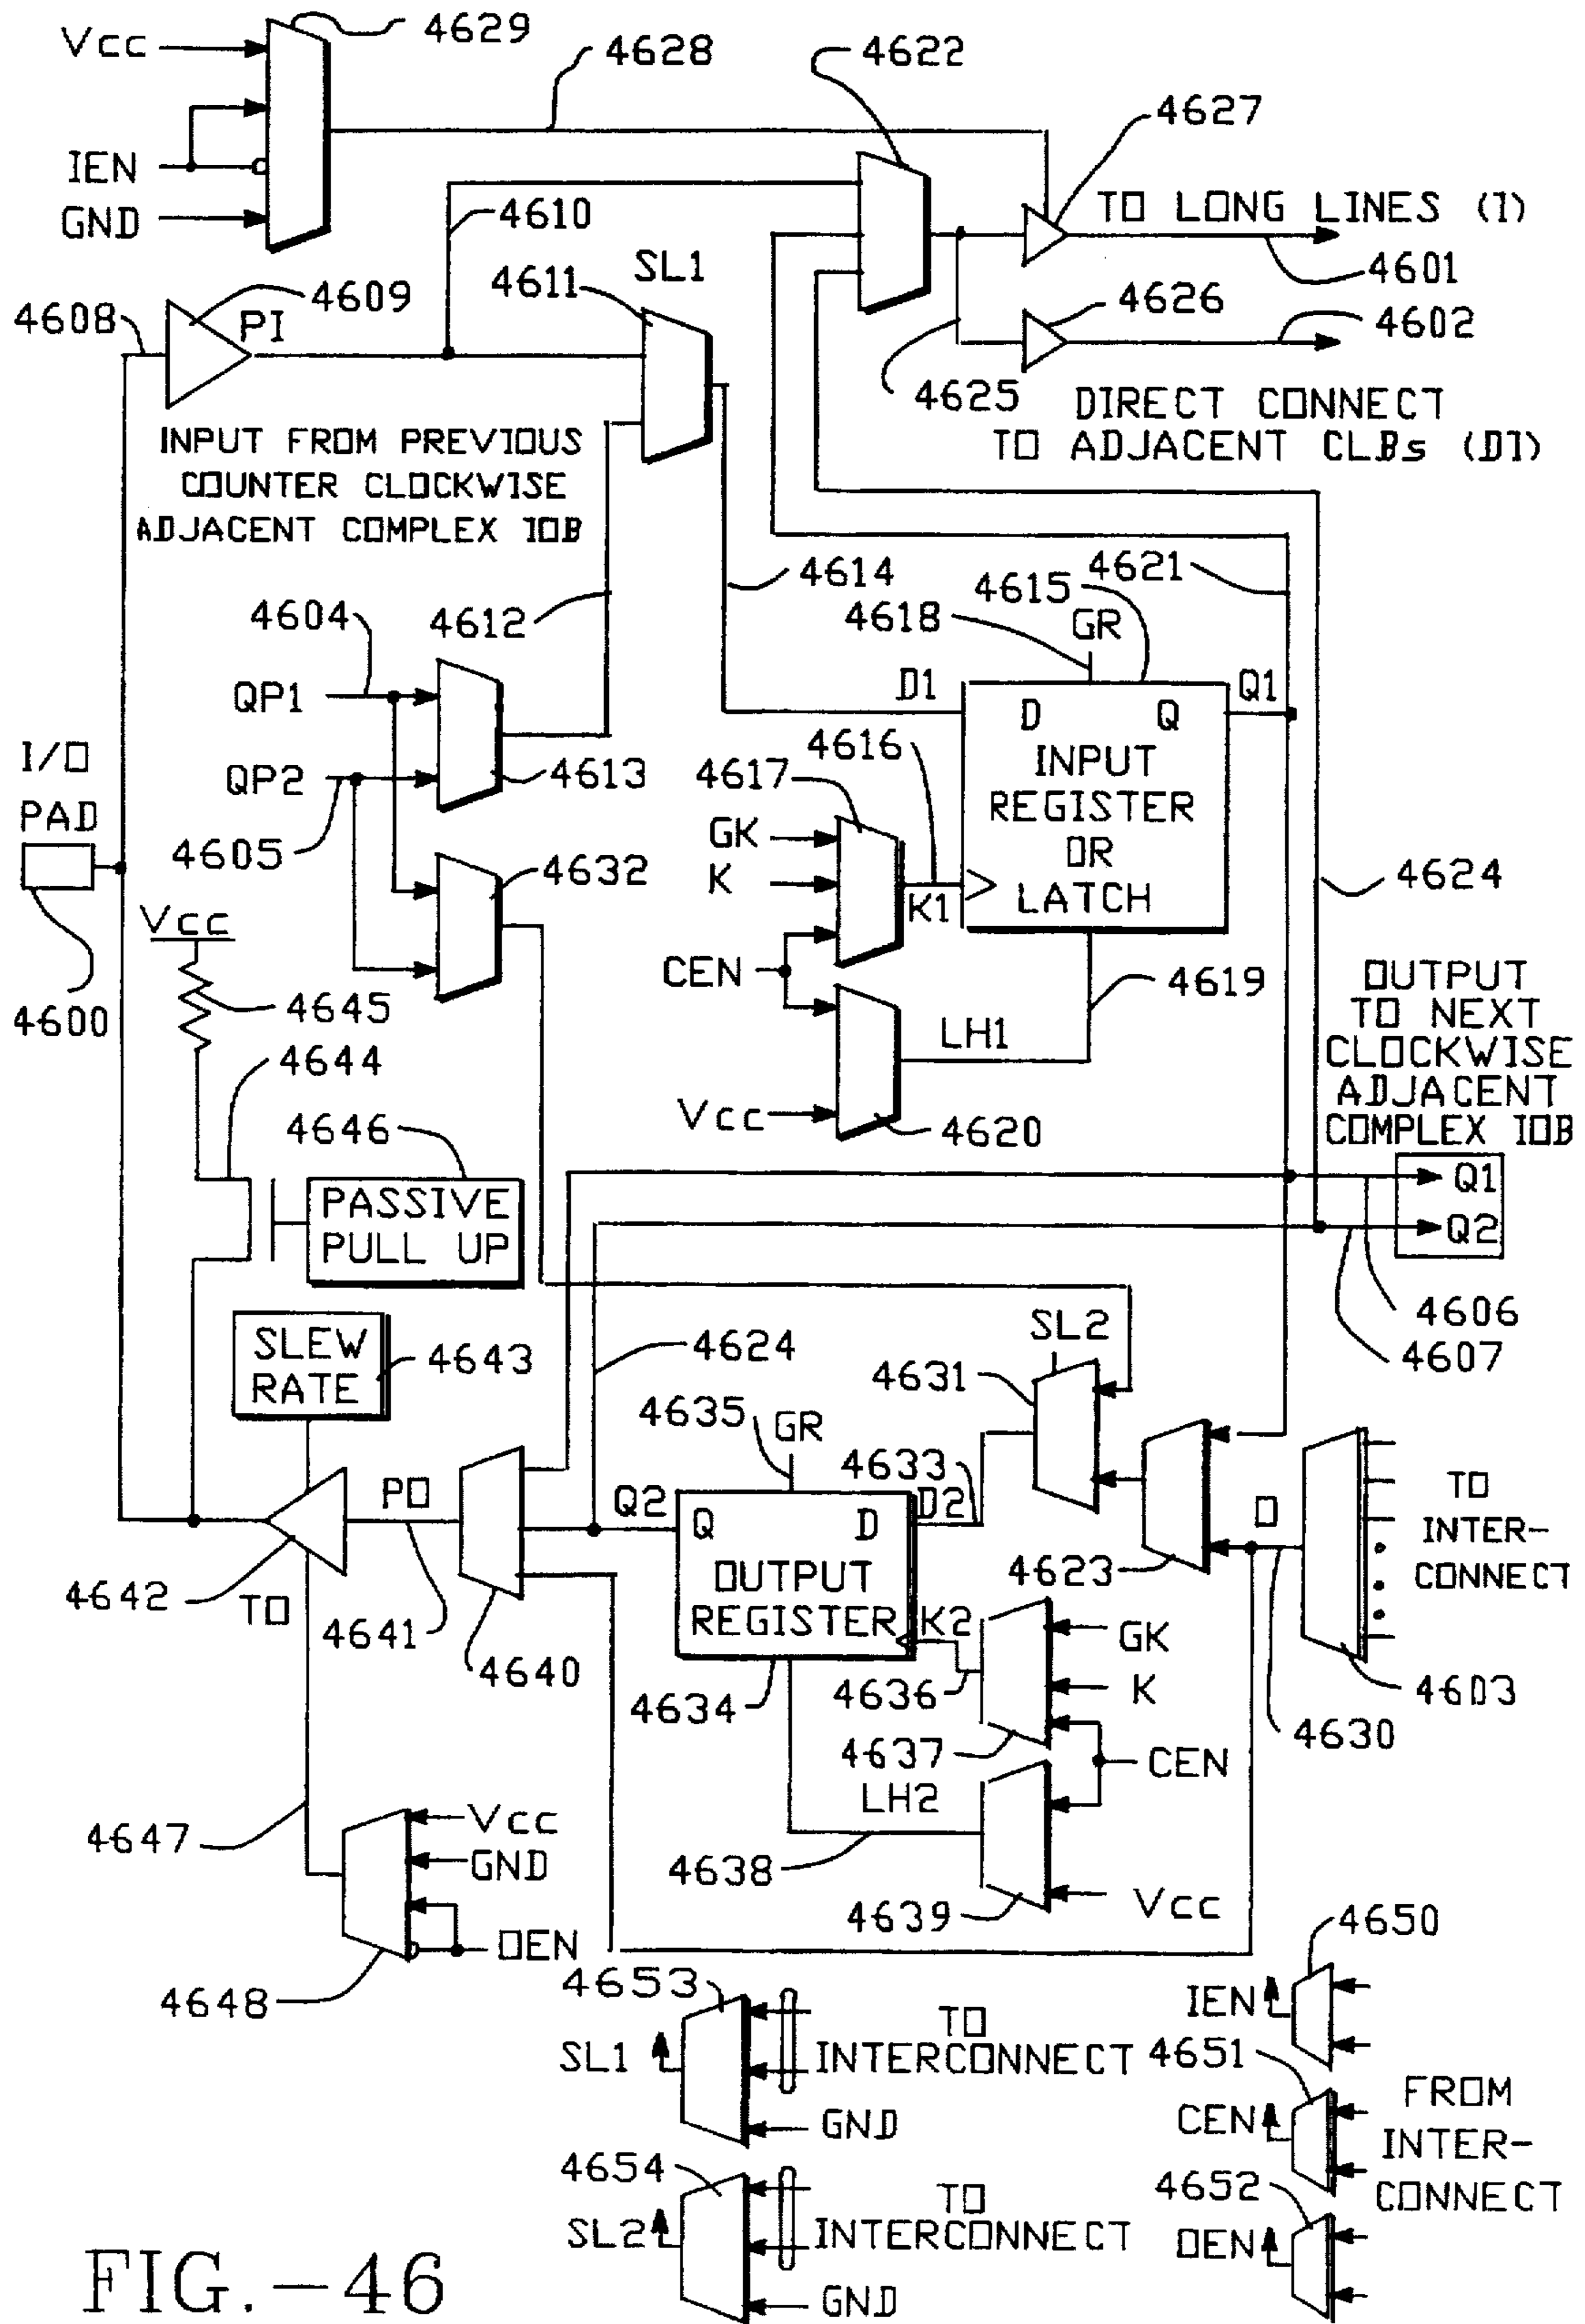 4629
Vcc
4628
4622
4627
IEN
GND
4610
TO LONG LINES (I)
4601
SL1
4611
4609
4608
PI
4626
4602
4625
DIRECT CONNECT
TO ADJACENT CLBs (DI)
INPUT FROM PREVIOUS
COUNTER CLOCKWISE
ADJACENT COMPLEX IOB
4614
4621
4615
4618
GR
4604
4612
QP1
D1
D Q
Q1
4616
INPUT
REGISTER
OR
LATCH
I/O
PAD
QP2
4613
4617
GK
K
K1
4605
4632
4624
Vcc
CEN
4619
4600
4645
LH1
OUTPUT
TO NEXT
CLOCKWISE
ADJACENT
COMPLEX IOB
4644
Vcc
4620
4646
PASSIVE
PULL UP
Q1
Q2
4606
4607
SLEW
RATE
4643
4624
SL2
4631
4635
GR
4633
PO
Q2
Q D
D2
O
TO
INTER-
CONNECT
OUTPUT
REGISTER
4623
4642
TO
4641
4640
K2
GK
K
4634
4636
4603
4630
4637
CEN
LH2
4647
Vcc
GND
4638
4639
Vcc
OEN
4650
4648
4653
IEN
SL1
TO
INTERCONNECT
4651
GND
CEN
FROM
INTER-
CONNECT
4654
4652
SL2
TO
INTERCONNECT
OEN
GND
FIG.-46